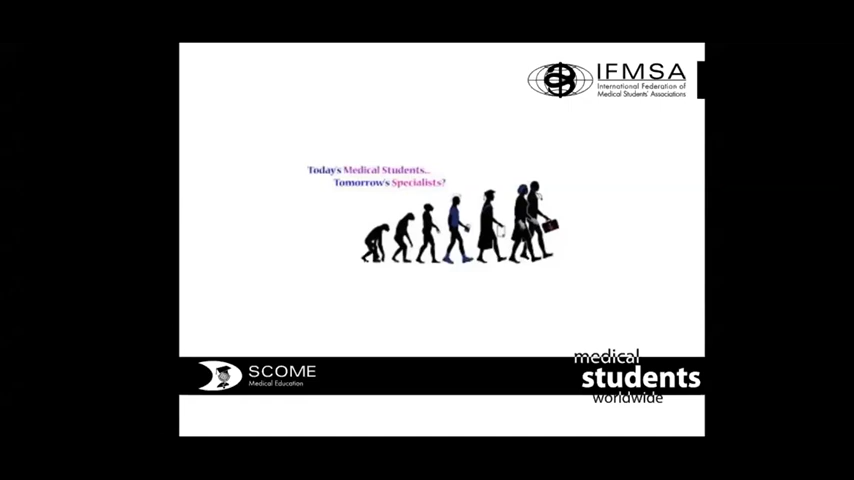 IFMSA
International Federation of
Medical Students' Associations
Today's Medical Students...
Tomorrow's Specialists?
SCOME
Medical Education
medical
students
worldwide